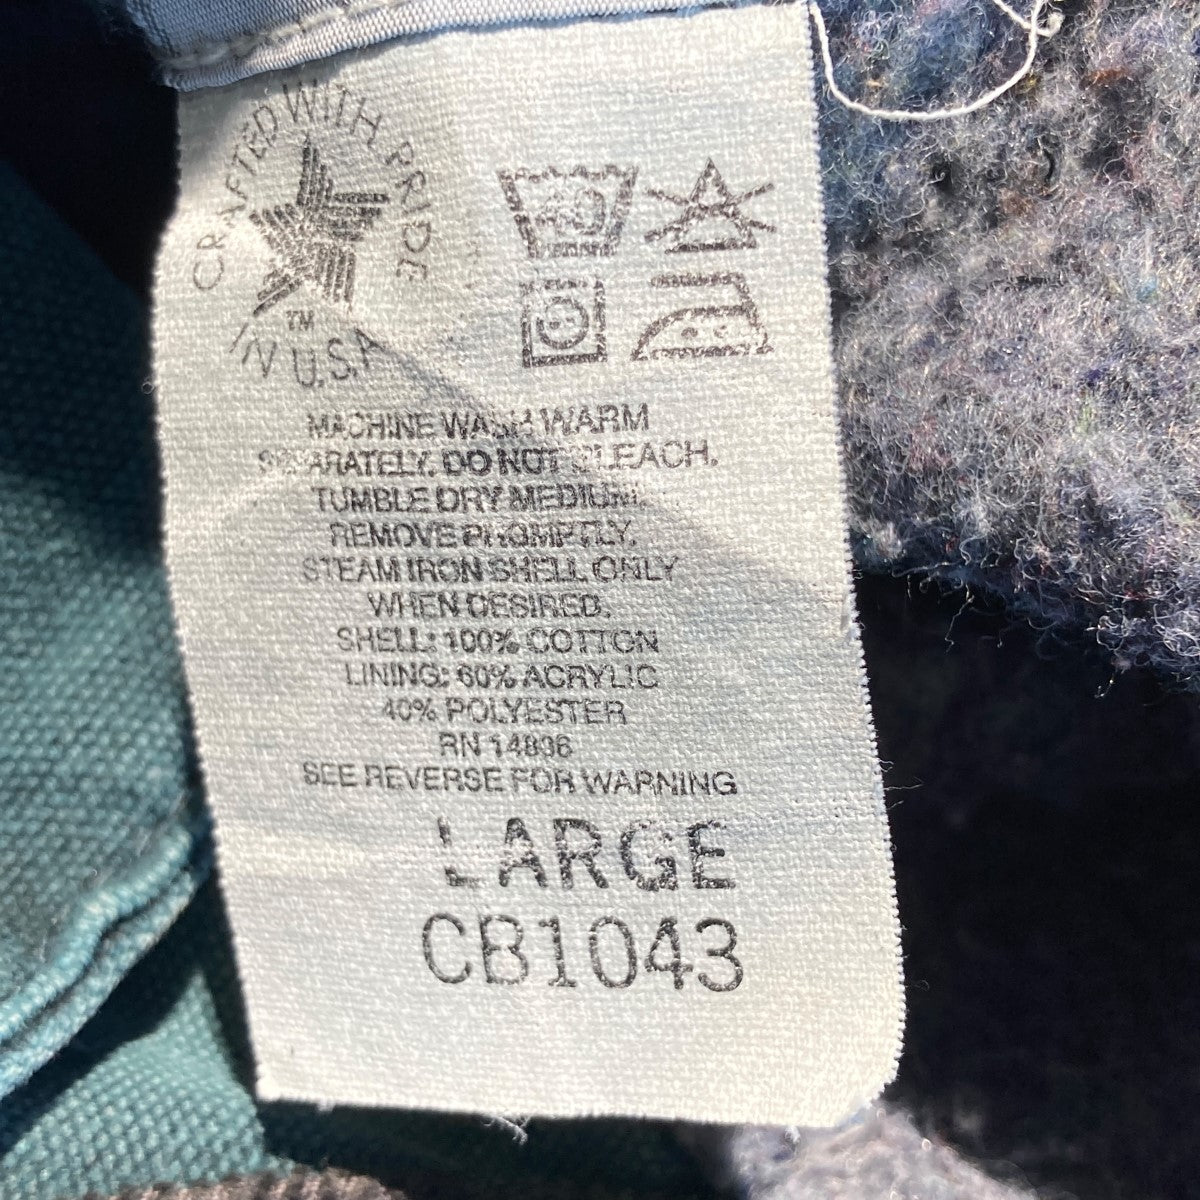 CRAFTED WITH PRIDE
IN U.S.A
TM
40
MACHINE WASH WARM
SEPARATELY. DO NOT BLEACH.
TUMBLE DRY MEDIUM.
REMOVE PROMPTLY.
STEAM IRON SHELL ONLY
WHEN DESIRED.
SHELL: 100% COTTON
LINING: 60% ACRYLIC
40% POLYESTER
RN 14806
SEE REVERSE FOR WARNING
LARGE
CB1043